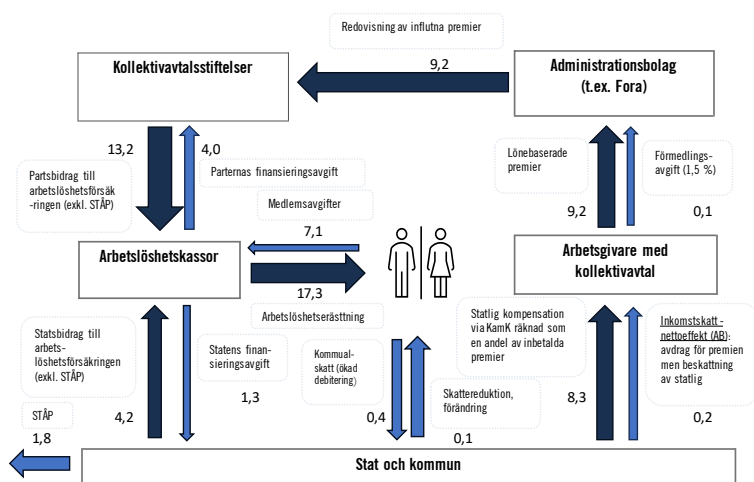 Redovisning av influtna premier
9,2
Kollektivavtalsstiftelser
Administrationsbolag
(t.ex. Fora)
13,2
4,0
Partsbidrag till
arbetslöshetsförsäk
-ringen (exkl. STÅP)
Parternas finansieringsavgift
Medlemsavgifter
7,1
Lönebaserade
premier
Förmedlings-
avgift (1,5 %)
9,2
0,1
Arbetslöshetskassor
Arbetsgivare med
kollektivavtal
17,3
Arbetslöshetserästtning
Statsbidrag till
arbets-
löshetförsäkringen
(exkl. STÅP)
Statens finan-
sieringsavgift
Kommual-
skatt (ökad
debitering)
Skattereduktion,
förändring
Statlig kompensation
via KamK räknad som
en andel av inbetalda
premier
Inkomstskatt -
nettoeffekt (AB):
avdrag för premien
men beskattning
av statlig
STÅP
1,8
4,2
1,3
0,4
0,1
8,3
0,2
Stat och kommun